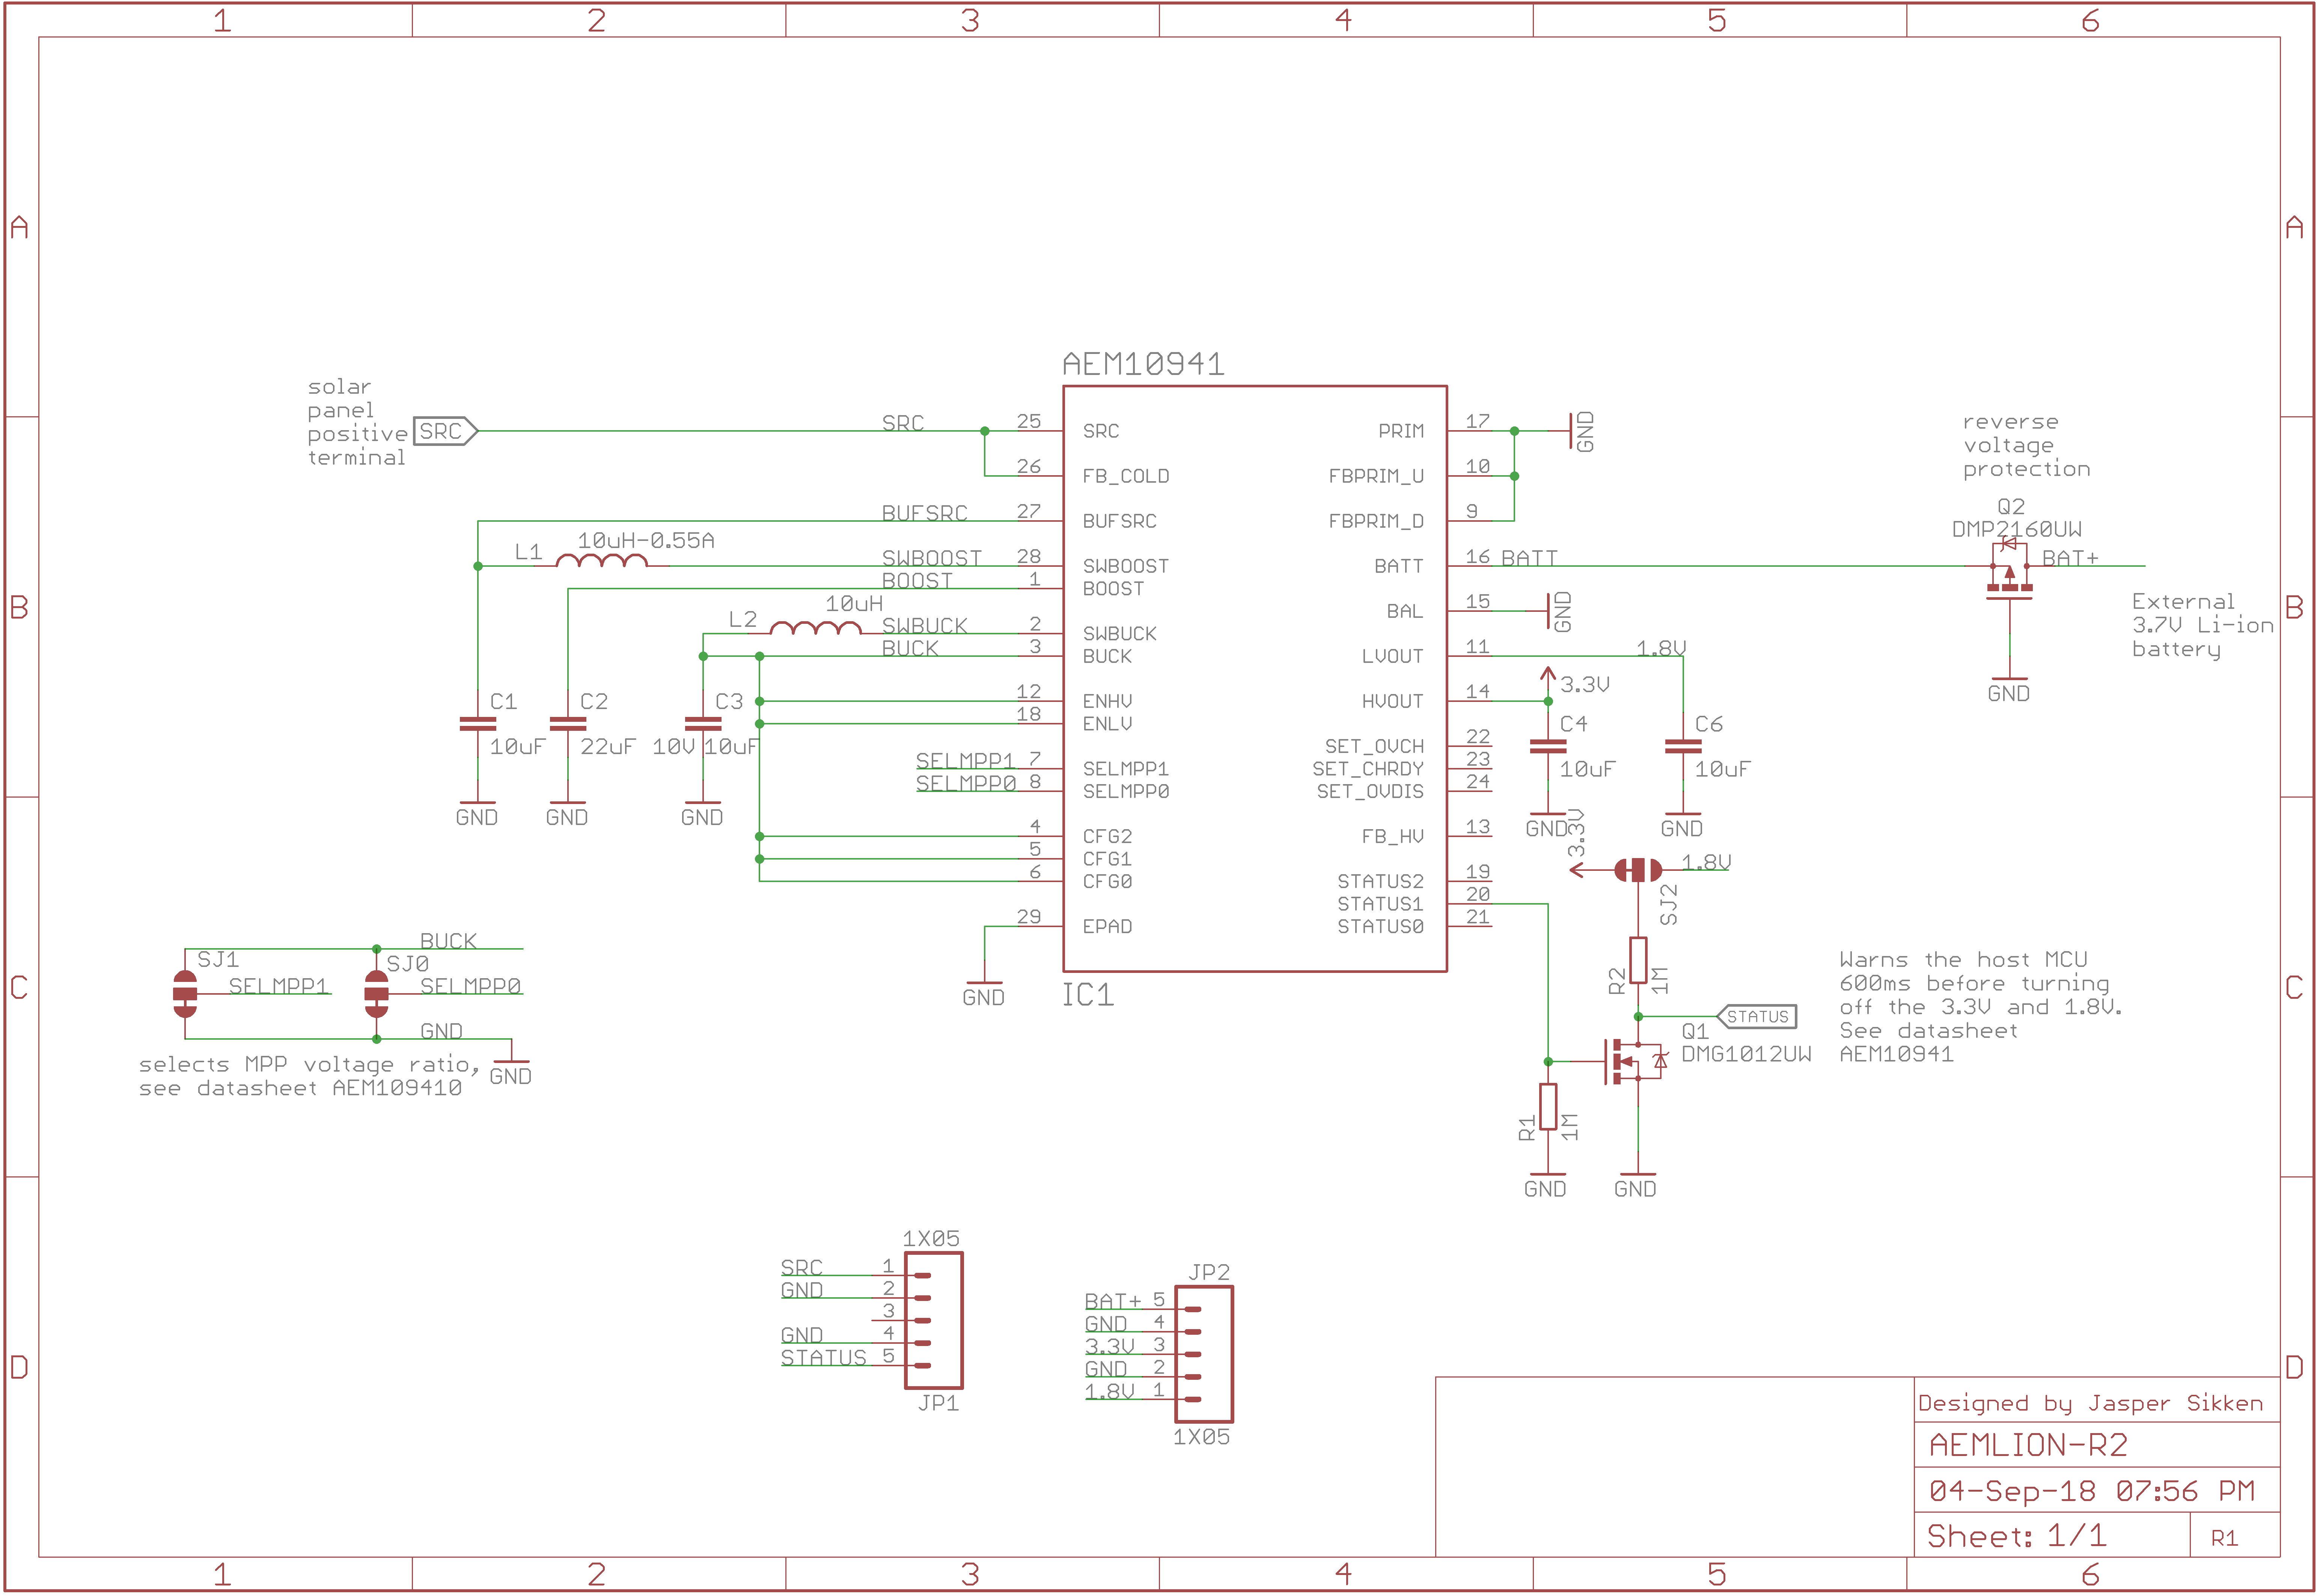 1 2 3 4 5 6
A A
B B
C C
D D
AEM10941
solar
panel
positive
terminal
SRC
SRC 25 SRC
26 FB_COLD
BUFSRC 27 BUFSRC
L1 10uH-0.55A
SWBOOST 28 SWBOOST
BOOST 1 BOOST
L2 10uH
SWBUCK 2 SWBUCK
BUCK 3 BUCK
12 ENHV
18 ENLV
SELMPP1 7 SELMPP1
SELMPP0 8 SELMPP0
4 CFG2
5 CFG1
6 CFG0
29 EPAD
GND
IC1
C1
10uF
GND
C2
22uF 10V
GND
C3
10uF
GND
PRIM 17 GND
FBPRIM_U 10
FBPRIM_D 9
BATT 16 BATT
BAL 15 GND
LVOUT 11 1.8V
HVOUT 14 3.3V
SET_OVCH 22
SET_CHRDY 23
SET_OVDIS 24
FB_HV 13
STATUS2 19
STATUS1 20
STATUS0 21
C4
10uF
GND
C6
10uF
GND
reverse
voltage
protection
Q2
DMP2160UW
BAT+
GND
External
3.7V Li-ion
battery
3.3V
1.8V
SJ2
R2
1M
STATUS
Q1
DMG1012UW
R1
1M
GND
GND
Warns the host MCU
600ms before turning
off the 3.3V and 1.8V.
See datasheet
AEM10941
BUCK
SJ1
SJ0
SELMPP1
SELMPP0
GND
GND
selects MPP voltage ratio,
see datasheet AEM109410
1X05
SRC 1
GND 2
3
GND 4
STATUS 5
JP1
JP2
BAT+ 5
GND 4
3.3V 3
GND 2
1.8V 1
1X05
Designed by Jasper Sikken
AEMLION-R2
04-Sep-18 07:56 PM
Sheet: 1/1
R1
1 2 3 4 5 6